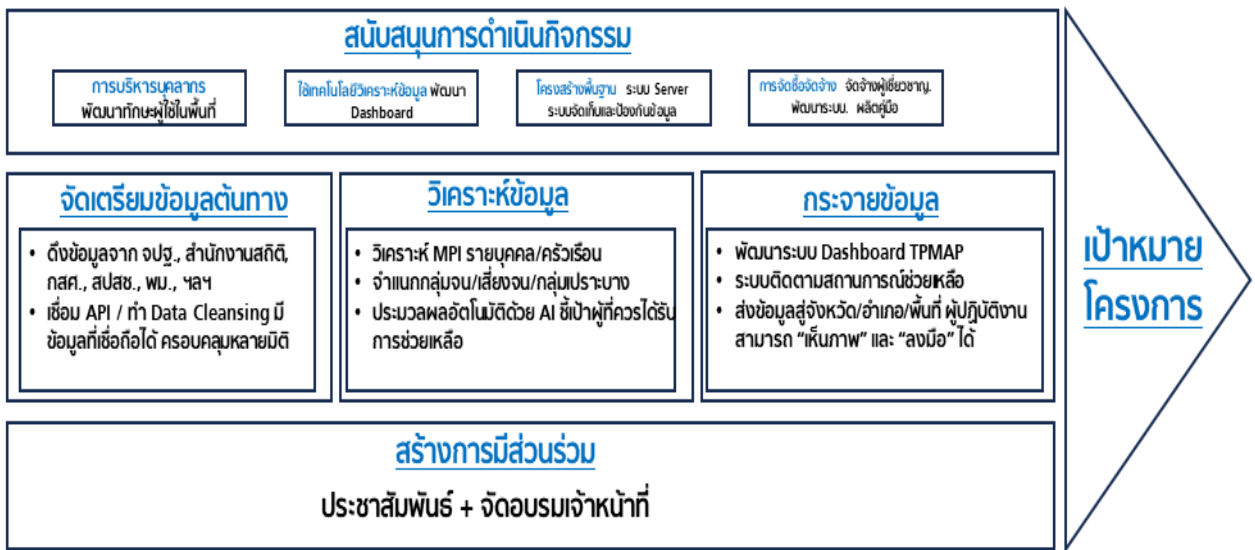 สนับสนุนการดำเนินกิจกรรม
การบริหารบุคลากร
พัฒนาทักษะผู้ใช้ในพื้นที่
ใช้เทคโนโลยีวิเคราะห์ข้อมูล พัฒนา
Dashboard
โครงสร้างพื้นฐาน ระบบ Server
ระบบจัดเก็บและป้องกันข้อมูล
การจัดซื้อจัดจ้าง จัดจ้างผู้เชี่ยวชาญ.
พัฒนาระบบ. ผลิตคู่มือ
จัดเตรียมข้อมูลต้นทาง
• ดึงข้อมูลจาก จปฐ., สำนักงานสถิติ,
กสศ., สปสช., พม., ฯลฯ
• เชื่อม API / ทำ Data Cleansing มี
ข้อมูลที่เชื่อถือได้ ครอบคลุมหลายมิติ
วิเคราะห์ข้อมูล
• วิเคราะห์ MPI รายบุคคล/ครัวเรือน
• จำแนกกลุ่มจน/เสี่ยงจน/กลุ่มเปราะบาง
• ประมวลผลอัตโนมัติด้วย AI ชี้เป้าผู้ที่ควรได้รับ
การช่วยเหลือ
กระจายข้อมูล
• พัฒนาระบบ Dashboard TPMAP
• ระบบติดตามสถานการณ์ช่วยเหลือ
• ส่งข้อมูลสู่จังหวัด/อำเภอ/พื้นที่ ผู้ปฏิบัติงาน
สามารถ “เห็นภาพ” และ “ลงมือ” ได้
เป้าหมาย
โครงการ
สร้างการมีส่วนร่วม
ประชาสัมพันธ์ + จัดอบรมเจ้าหน้าที่